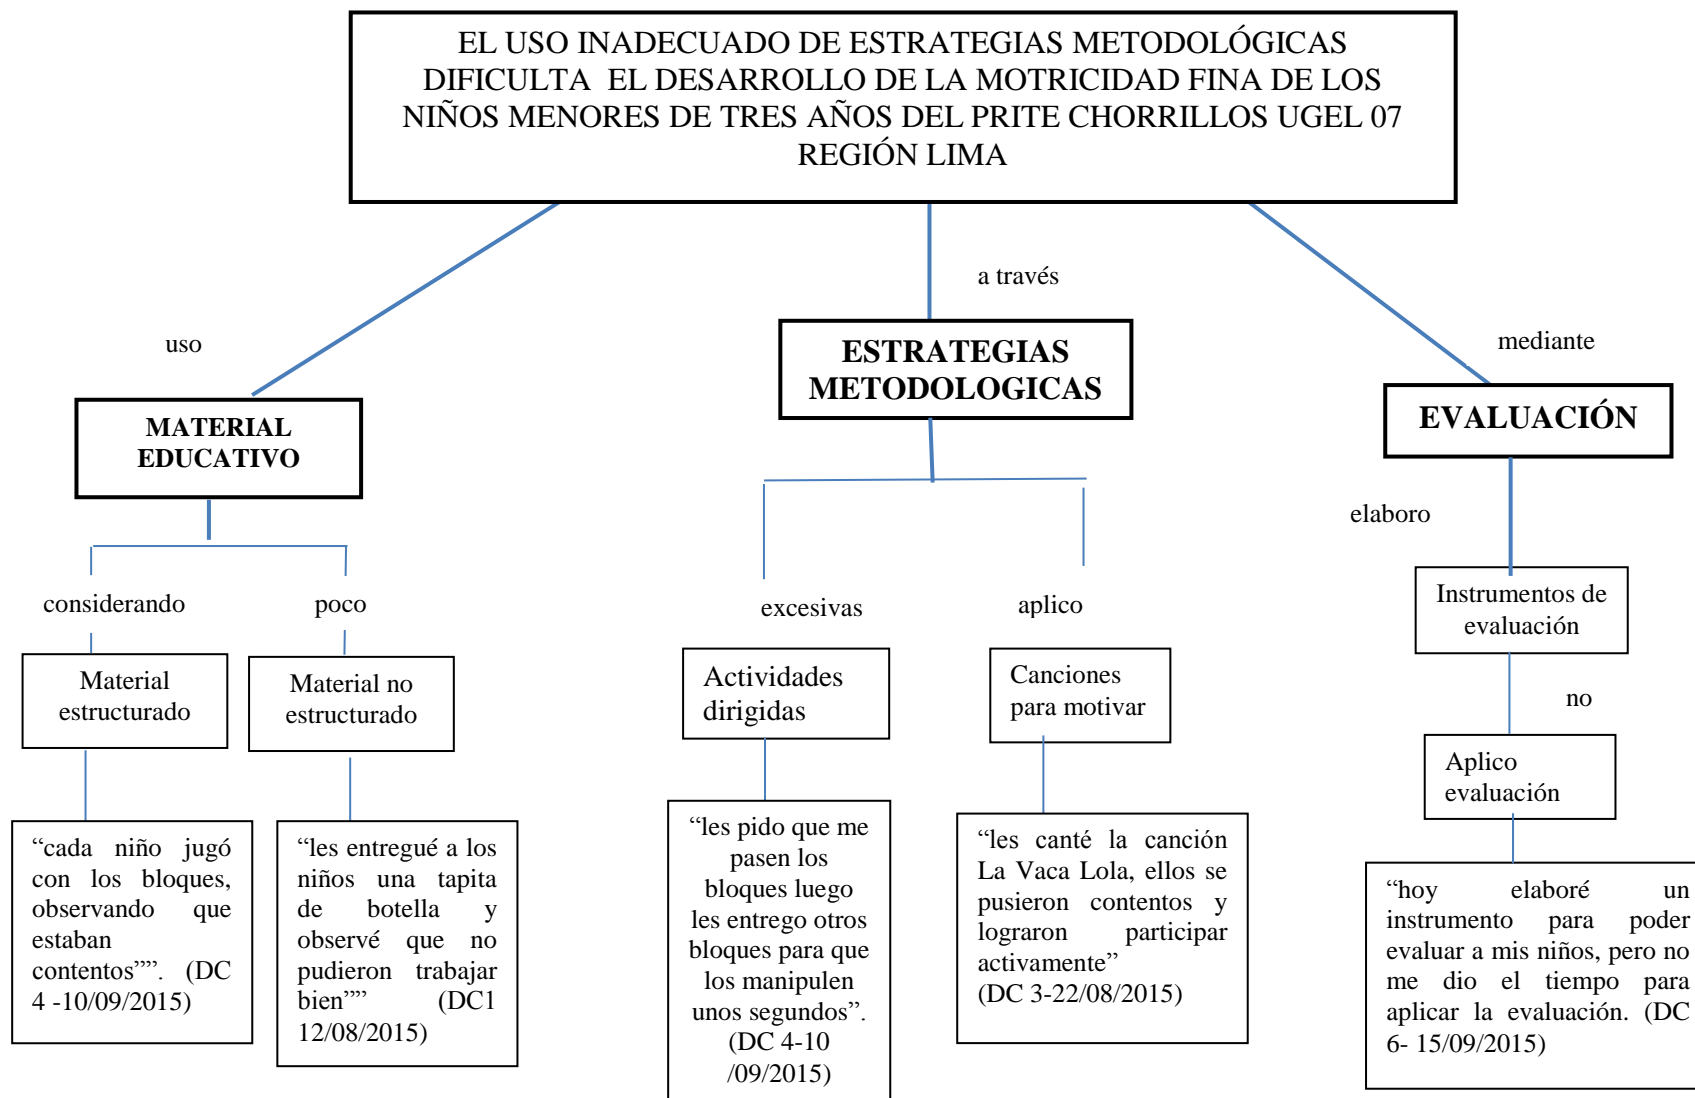 EL USO INADECUADO DE ESTRATEGIAS METODOLÓGICAS
DIFICULTA EL DESARROLLO DE LA MOTRICIDAD FINA DE LOS
NIÑOS MENORES DE TRES AÑOS DEL PRITE CHORRILLOS UGEL 07
REGIÓN LIMA
uso
a través
mediante
MATERIAL
EDUCATIVO
ESTRATEGIAS
METODOLOGICAS
EVALUACIÓN
considerando
poco
excesivas
aplico
elaboro
Material
estructurado
Material no
estructurado
Actividades
dirigidas
Canciones
para motivar
Instrumentos de
evaluación
no
Aplico
evaluación
“cada niño jugó
con los bloques,
observando que
estaban
contentos””. (DC
4 -10/09/2015)
“les entregué a los
niños una tapita
de botella y
observé que no
pudieron trabajar
bien”” (DC1
12/08/2015)
“les pido que me
pasen los
bloques luego
les entrego otros
bloques para que
los manipulen
unos segundos”.
(DC 4-10
/09/2015)
“les canté la canción
La Vaca Lola, ellos se
pusieron contentos y
lograron participar
activamente”
(DC 3-22/08/2015)
“hoy elaboré un
instrumento para poder
evaluar a mis niños, pero no
me dio el tiempo para
aplicar la evaluación. (DC
6- 15/09/2015)